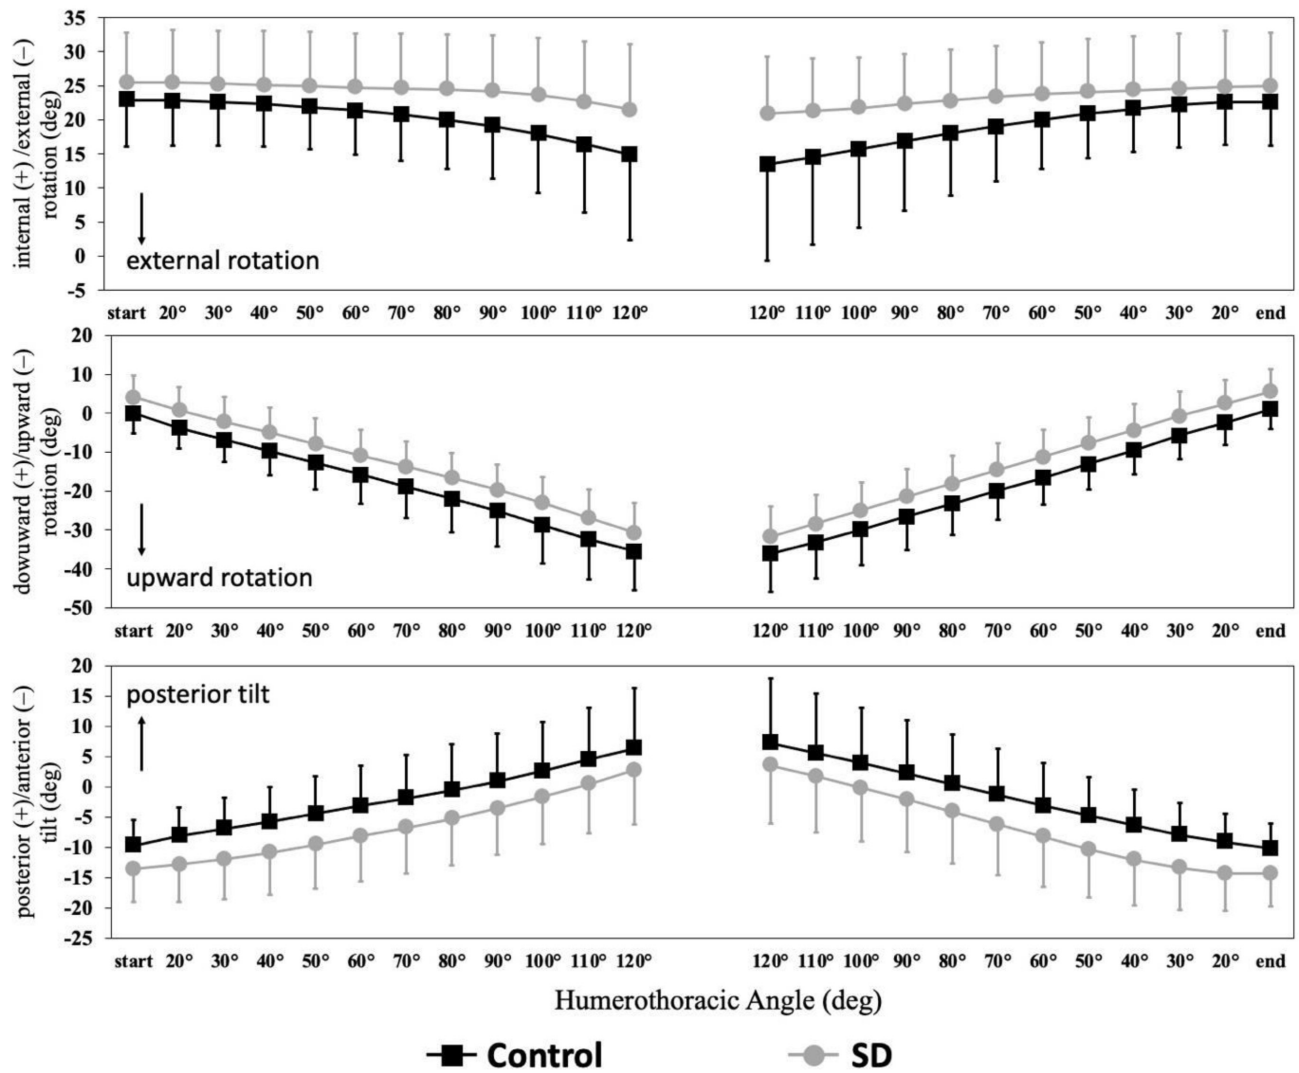 internal (+) /external (–)
rotation (deg)
35
30
25
20
15
10
5
0
-5
external rotation
start 20° 30° 40° 50° 60° 70° 80° 90° 100° 110° 120° 120° 110° 100° 90° 80° 70° 60° 50° 40° 30° 20° end
dowuward (+)/upward (–)
rotation (deg)
20
10
0
-10
-20
-30
-40
-50
upward rotation
start 20° 30° 40° 50° 60° 70° 80° 90° 100° 110° 120° 120° 110° 100° 90° 80° 70° 60° 50° 40° 30° 20° end
posterior (+)/anterior (–)
tilt (deg)
20
15
10
5
0
-5
-10
-15
-20
-25
posterior tilt
start 20° 30° 40° 50° 60° 70° 80° 90° 100° 110° 120° 120° 110° 100° 90° 80° 70° 60° 50° 40° 30° 20° end
Humerothoracic Angle (deg)
Control SD